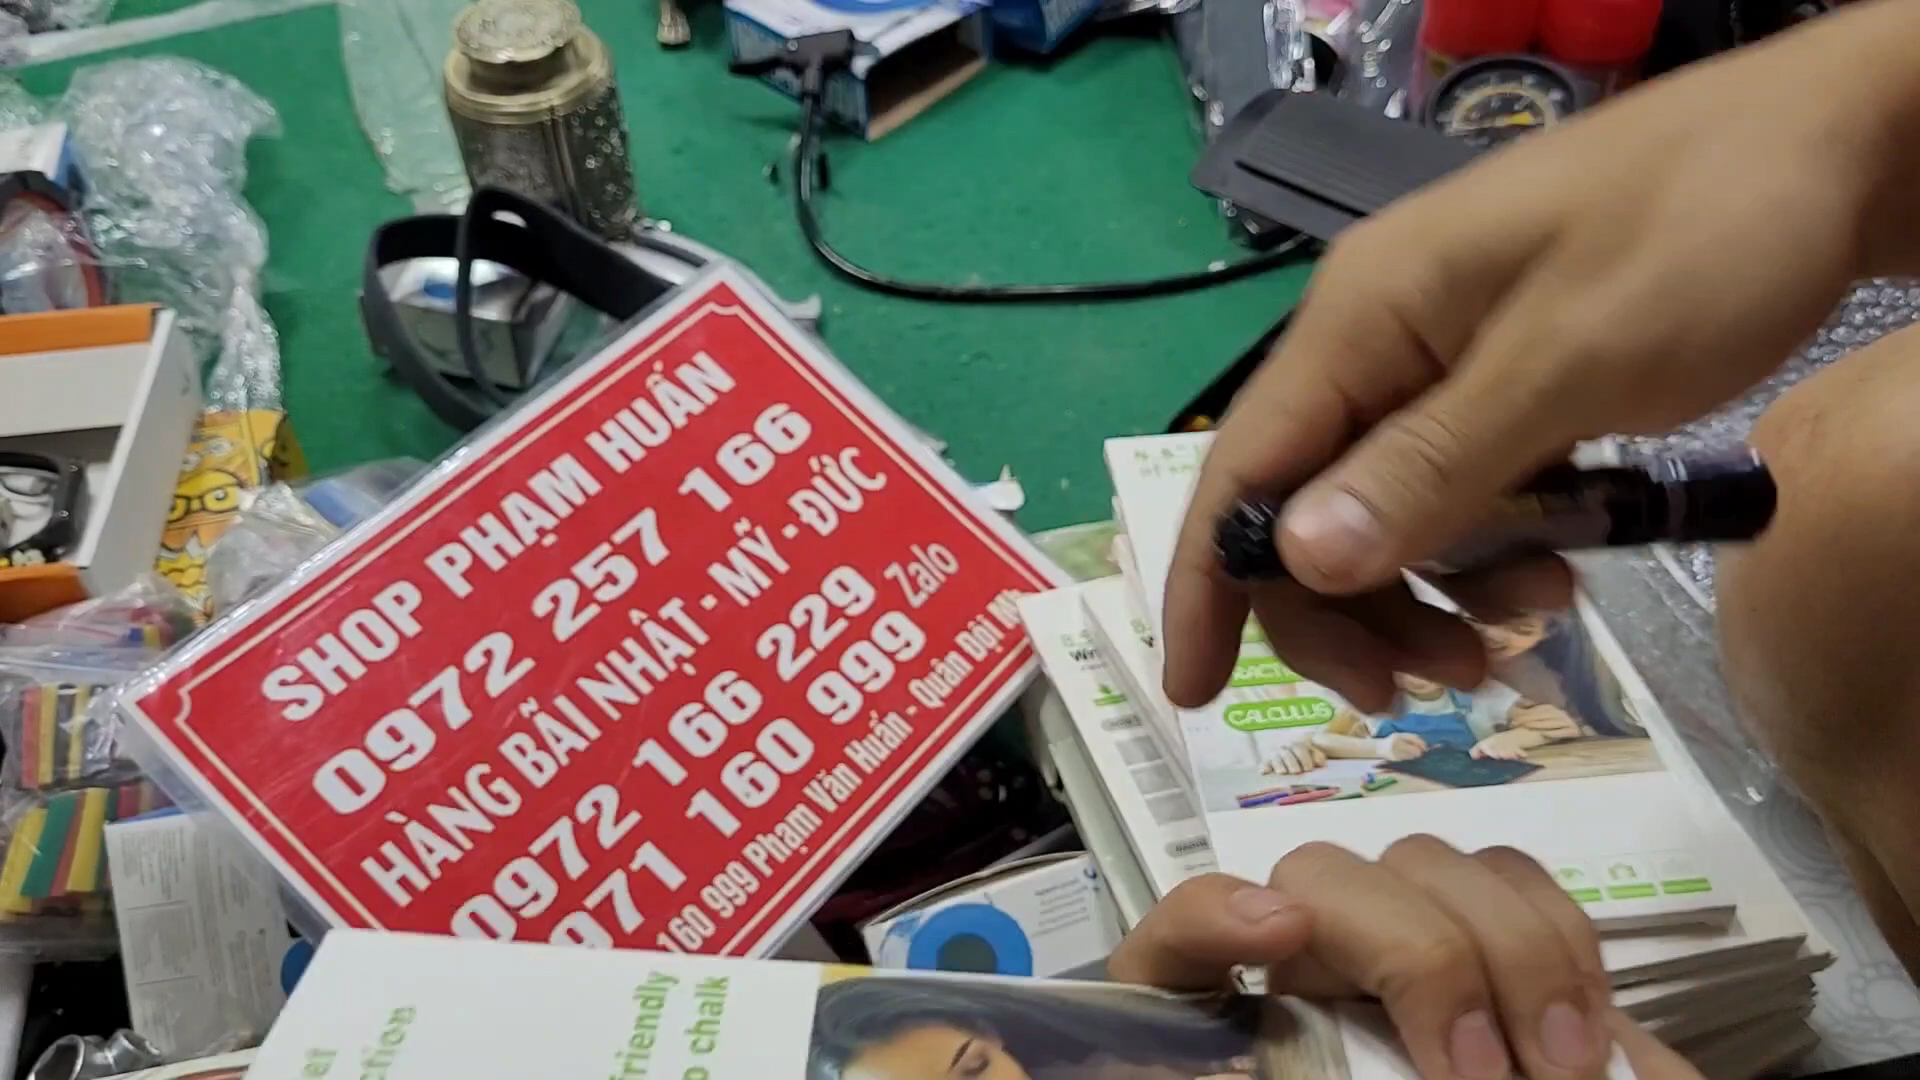 SHOP PHẠM HUẤN
0972 257 166
HÀNG BÃI NHẬT - MỸ - ĐỨC
0972 166 229
971 160 999 Zalo
160 999 Phạm Văn Huấn - Quân Đội
CALCULUS
friendly
chalk